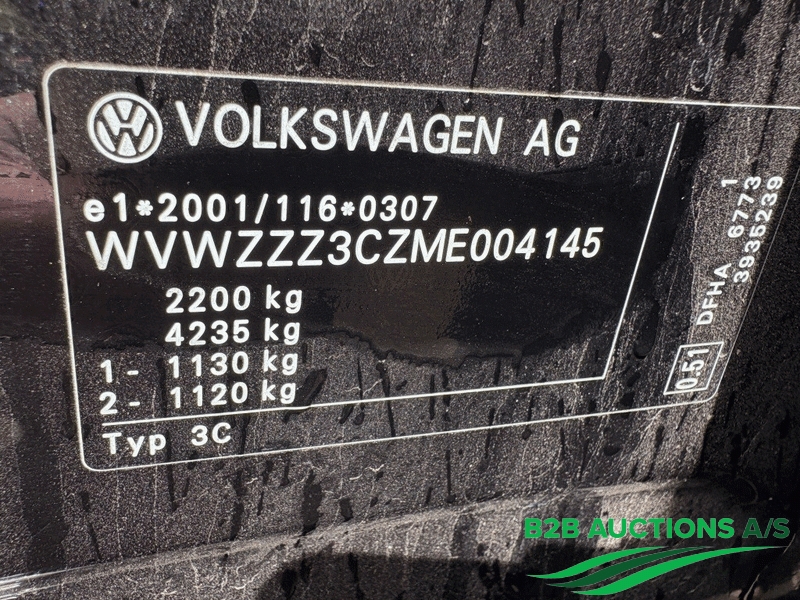 VOLKSWAGEN AG
e1*2001/116*0307
WVWZZZ3CZME004145
2200 kg
4235 kg
1 - 1130 kg
2 - 1120 kg
Typ 3C
0.51
DFHA 6773 1
3935239
B2B AUCTIONS A/S